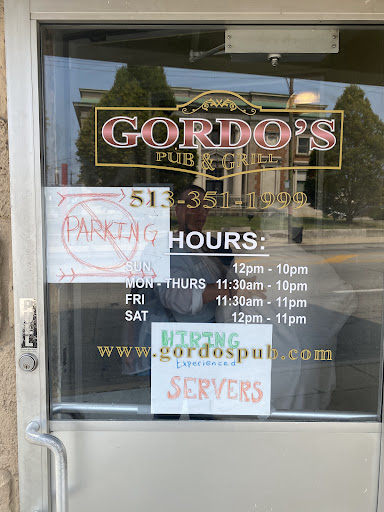 GORDO'S
PUB & GRILL
513-351-1999
PARKING
HOURS:
SUN 12pm - 10pm
MON - THURS 11:30am - 10pm
FRI 11:30am - 11pm
SAT 12pm - 11pm
HIRING
www.gordospub.com
Experienced
SERVERS